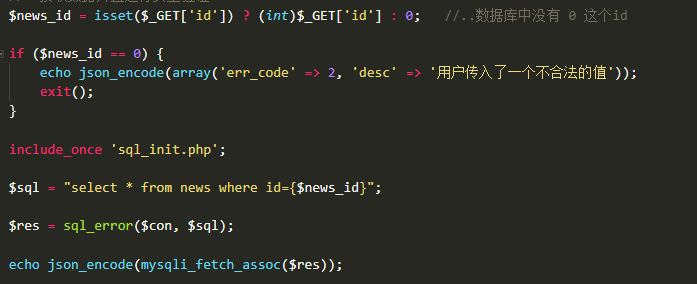 $news_id = isset($_GET['id']) ? (int)$_GET['id'] : 0;   //..数据库中没有 0 这个id
if ($news_id == 0) {
    echo json_encode(array('err_code' => 2, 'desc' => '用户传入了一个不合法的值'));
    exit();
}
include_once 'sql_init.php';
$sql = "select * from news where id={$news_id}";
$res = sql_error($con, $sql);
echo json_encode(mysqli_fetch_assoc($res));